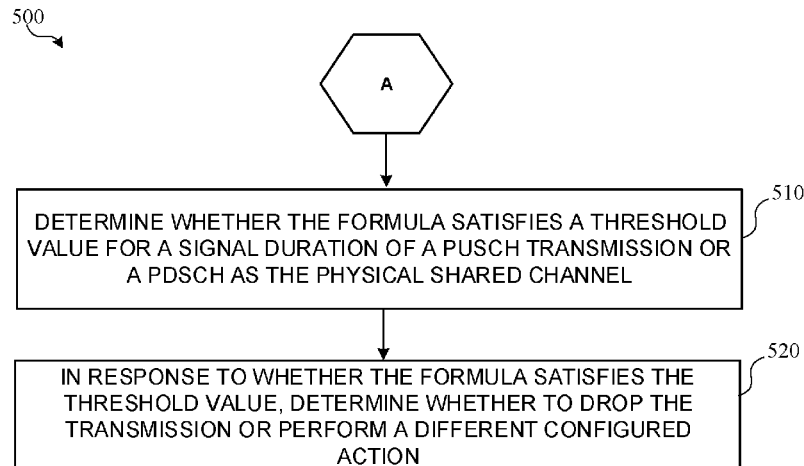 500
A
510
DETERMINE WHETHER THE FORMULA SATISFIES A THRESHOLD
VALUE FOR A SIGNAL DURATION OF A PUSCH TRANSMISSION OR
A PDSCH AS THE PHYSICAL SHARED CHANNEL
520
IN RESPONSE TO WHETHER THE FORMULA SATISFIES THE
THRESHOLD VALUE, DETERMINE WHETHER TO DROP THE
TRANSMISSION OR PERFORM A DIFFERENT CONFIGURED
ACTION